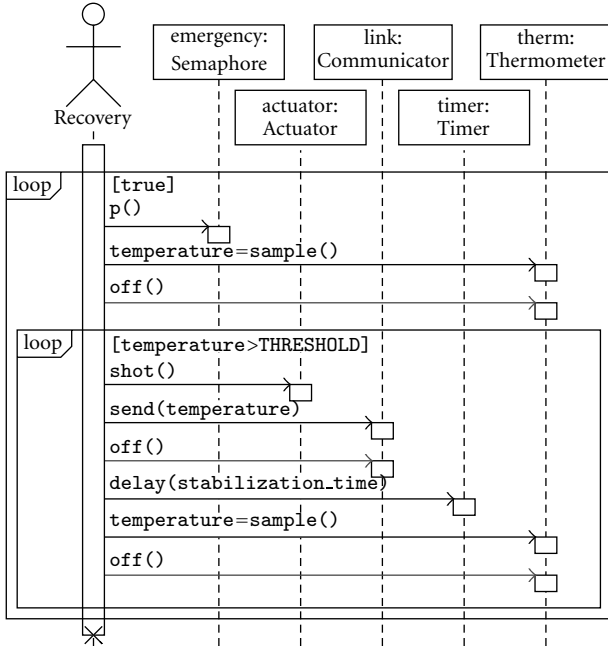 emergency:
Semaphore
link:
Communicator
therm:
Thermometer
actuator:
Actuator
timer:
Timer
Recovery
loop
[true]
p()
temperature=sample()
off()
loop
[temperature>THRESHOLD]
shot()
send(temperature)
off()
delay(stabilization_time)
temperature=sample()
off()